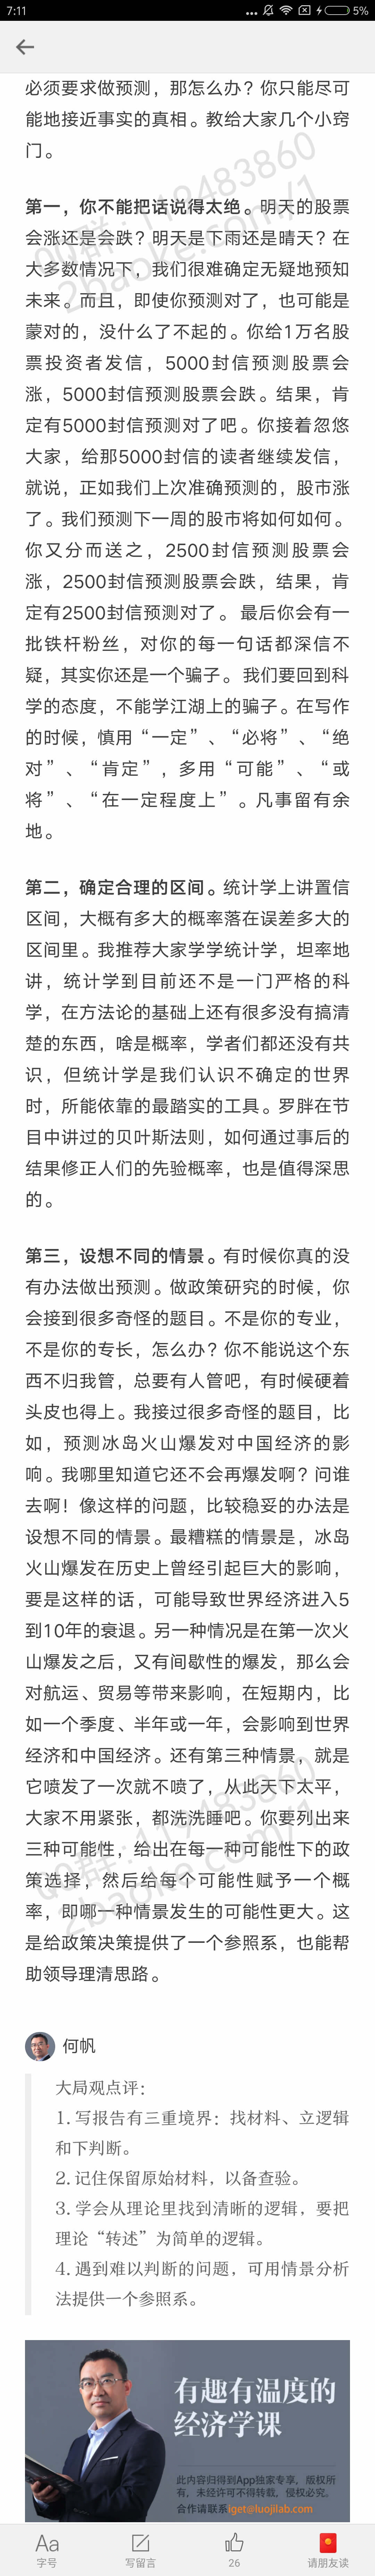 7:11
5%
必须要求做预测，那怎么办？你只能尽可
能地接近事实的真相。教给大家几个小窍
门。
第一，你不能把话说得太绝。明天的股票
会涨还是会跌？明天是下雨还是晴天？在
大多数情况下，我们很难确定无疑地预知
未来。而且，即使你预测对了，也可能是
蒙对的，没什么了不起的。你给1万名股
票投资者发信，5000封信预测股票会
涨，5000封信预测股票会跌。结果，肯
定有5000封信预测对了吧。你接着忽悠
大家，给那5000封信的读者继续发信，
就说，正如我们上次准确预测的，股市涨
了。我们预测下一周的股市将如何如何。
你又分而送之，2500封信预测股票会
涨，2500封信预测股票会跌，结果，肯
定有2500封信预测对了。 最后你会有一
批铁杆粉丝，对你的每一句话都深信不
疑，其实你还是一个骗子。 我们要回到科
学的态度，不能学江湖上的骗子。在写作
的时候，慎用“一定”、“必将”、“绝
对”、“肯定”，多用“可能”、“或
将”、“在一定程度上”。凡事留有余
地。
第二，确定合理的区间。统计学上讲置信
区间，大概有多大的概率落在误差多大的
区间里。我推荐大家学学统计学，坦率地
讲，统计学到目前还不是一门严格的科
学，在方法论的基础上还有很多没有搞清
楚的东西，啥是概率，学者们都还没有共
识，但统计学是我们认识不确定的世界
时，所能依靠的最踏实的工具。罗胖在节
目中讲过的贝叶斯法则，如何通过事后的
结果修正人们的先验概率，也是值得深思
的。
第三，设想不同的情景。有时候你真的没
有办法做出预测。做政策研究的时候，你
会接到很多奇怪的题目。不是你的专业，
不是你的专长，怎么办？你不能说这个东
西不归我管，总要有人管吧，有时候硬着
头皮也得上。我接过很多奇怪的题目，比
如，预测冰岛火山爆发对中国经济的影
响。我哪里知道它还不会再爆发啊？问谁
去啊！像这样的问题，比较稳妥的办法是
设想不同的情景。最糟糕的情景是，冰岛
火山爆发在历史上曾经引起巨大的影响，
要是这样的话，可能导致世界经济进入5
到10年的衰退。另一种情况是在第一次火
山爆发之后，又有间歇性的爆发，那么会
对航运、贸易等带来影响，在短期内，比
如一个季度、半年或一年，会影响到世界
经济和中国经济。还有第三种情景，就是
它喷发了一次就不喷了，从此天下太平，
大家不用紧张，都洗洗睡吧。你要列出来
三种可能性，给出在每一种可能性下的政
策选择，然后给每个可能性赋予一个概
率，即哪一种情景发生的可能性更大。这
是给政策决策提供了一个参照系，也能帮
助领导理清思路。
QQ群：119483860
2baoke.com/1
QQ群：119483860
2baoke.com/1
何帆
大局观点评：
1. 写报告有三重境界：找材料、立逻辑
和下判断。
2. 记住保留原始材料，以备查验。
3. 学会从理论里找到清晰的逻辑，要把
理论“转述”为简单的逻辑。
4. 遇到难以判断的问题，可用情景分析
法提供一个参照系。
有趣有温度的
经济学课
此内容归得到App独家专享，版权所
有，未经许可不得转载，侵权必究。
合作请联系iget@luojilab.com
Aa
字号
写留言
26
请朋友读